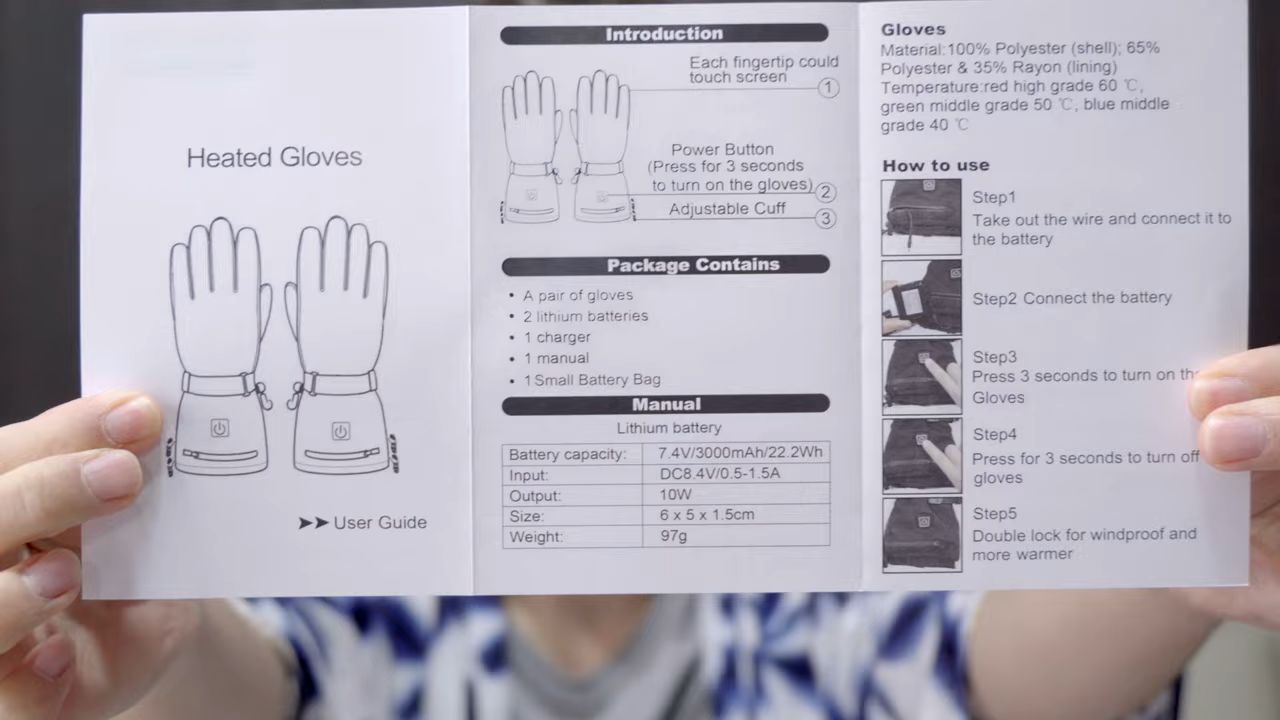 Heated Gloves
➤➤ User Guide
Introduction
Each fingertip could
touch screen
1
Power Button
(Press for 3 seconds
to turn on the gloves)
2
Adjustable Cuff
3
Package Contains
• A pair of gloves
• 2 lithium batteries
• 1 charger
• 1 manual
• 1Small Battery Bag
Manual
Lithium battery
Battery capacity: 7.4V/3000mAh/22.2Wh
Input: DC8.4V/0.5-1.5A
Output: 10W
Size: 6 x 5 x 1.5cm
Weight: 97g
Gloves
Material:100% Polyester (shell); 65%
Polyester & 35% Rayon (lining)
Temperature:red high grade 60 ℃,
green middle grade 50 ℃, blue middle
grade 40 ℃
How to use
Step1
Take out the wire and connect it to
the battery
Step2 Connect the battery
Step3
Press 3 seconds to turn on
Gloves
Step4
Press for 3 seconds to turn off
gloves
Step5
Double lock for windproof and
more warmer